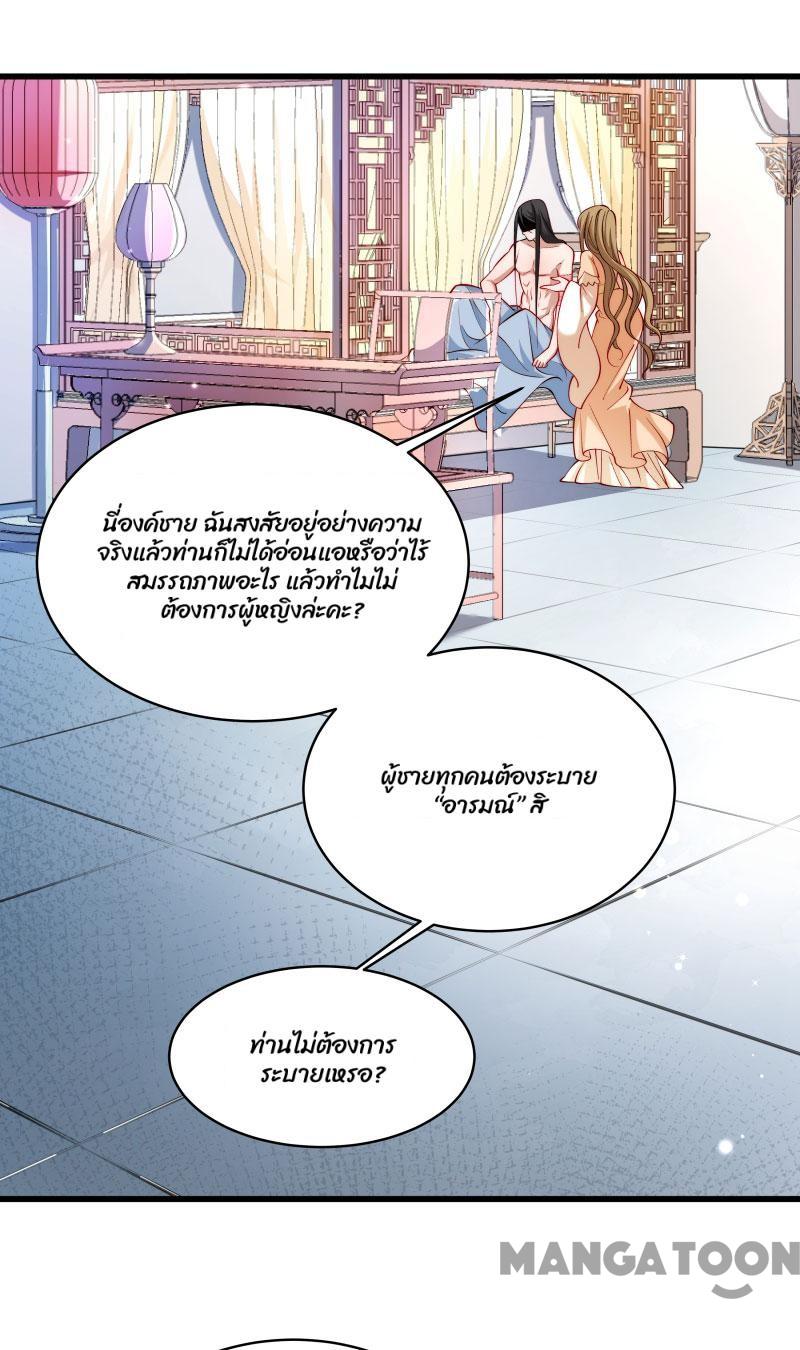 นี่องค์ชาย ฉันสงสัยอยู่อย่างความ
จริงแล้วท่านก็ไม่ได้อ่อนแอหรือว่าไร้
สมรรถภาพอะไร แล้วทำไมไม่
ต้องการผู้หญิงล่ะคะ?
ผู้ชายทุกคนต้องระบาย
“อารมณ์” สิ
ท่านไม่ต้องการ
ระบายเหรอ?
MANGATOON